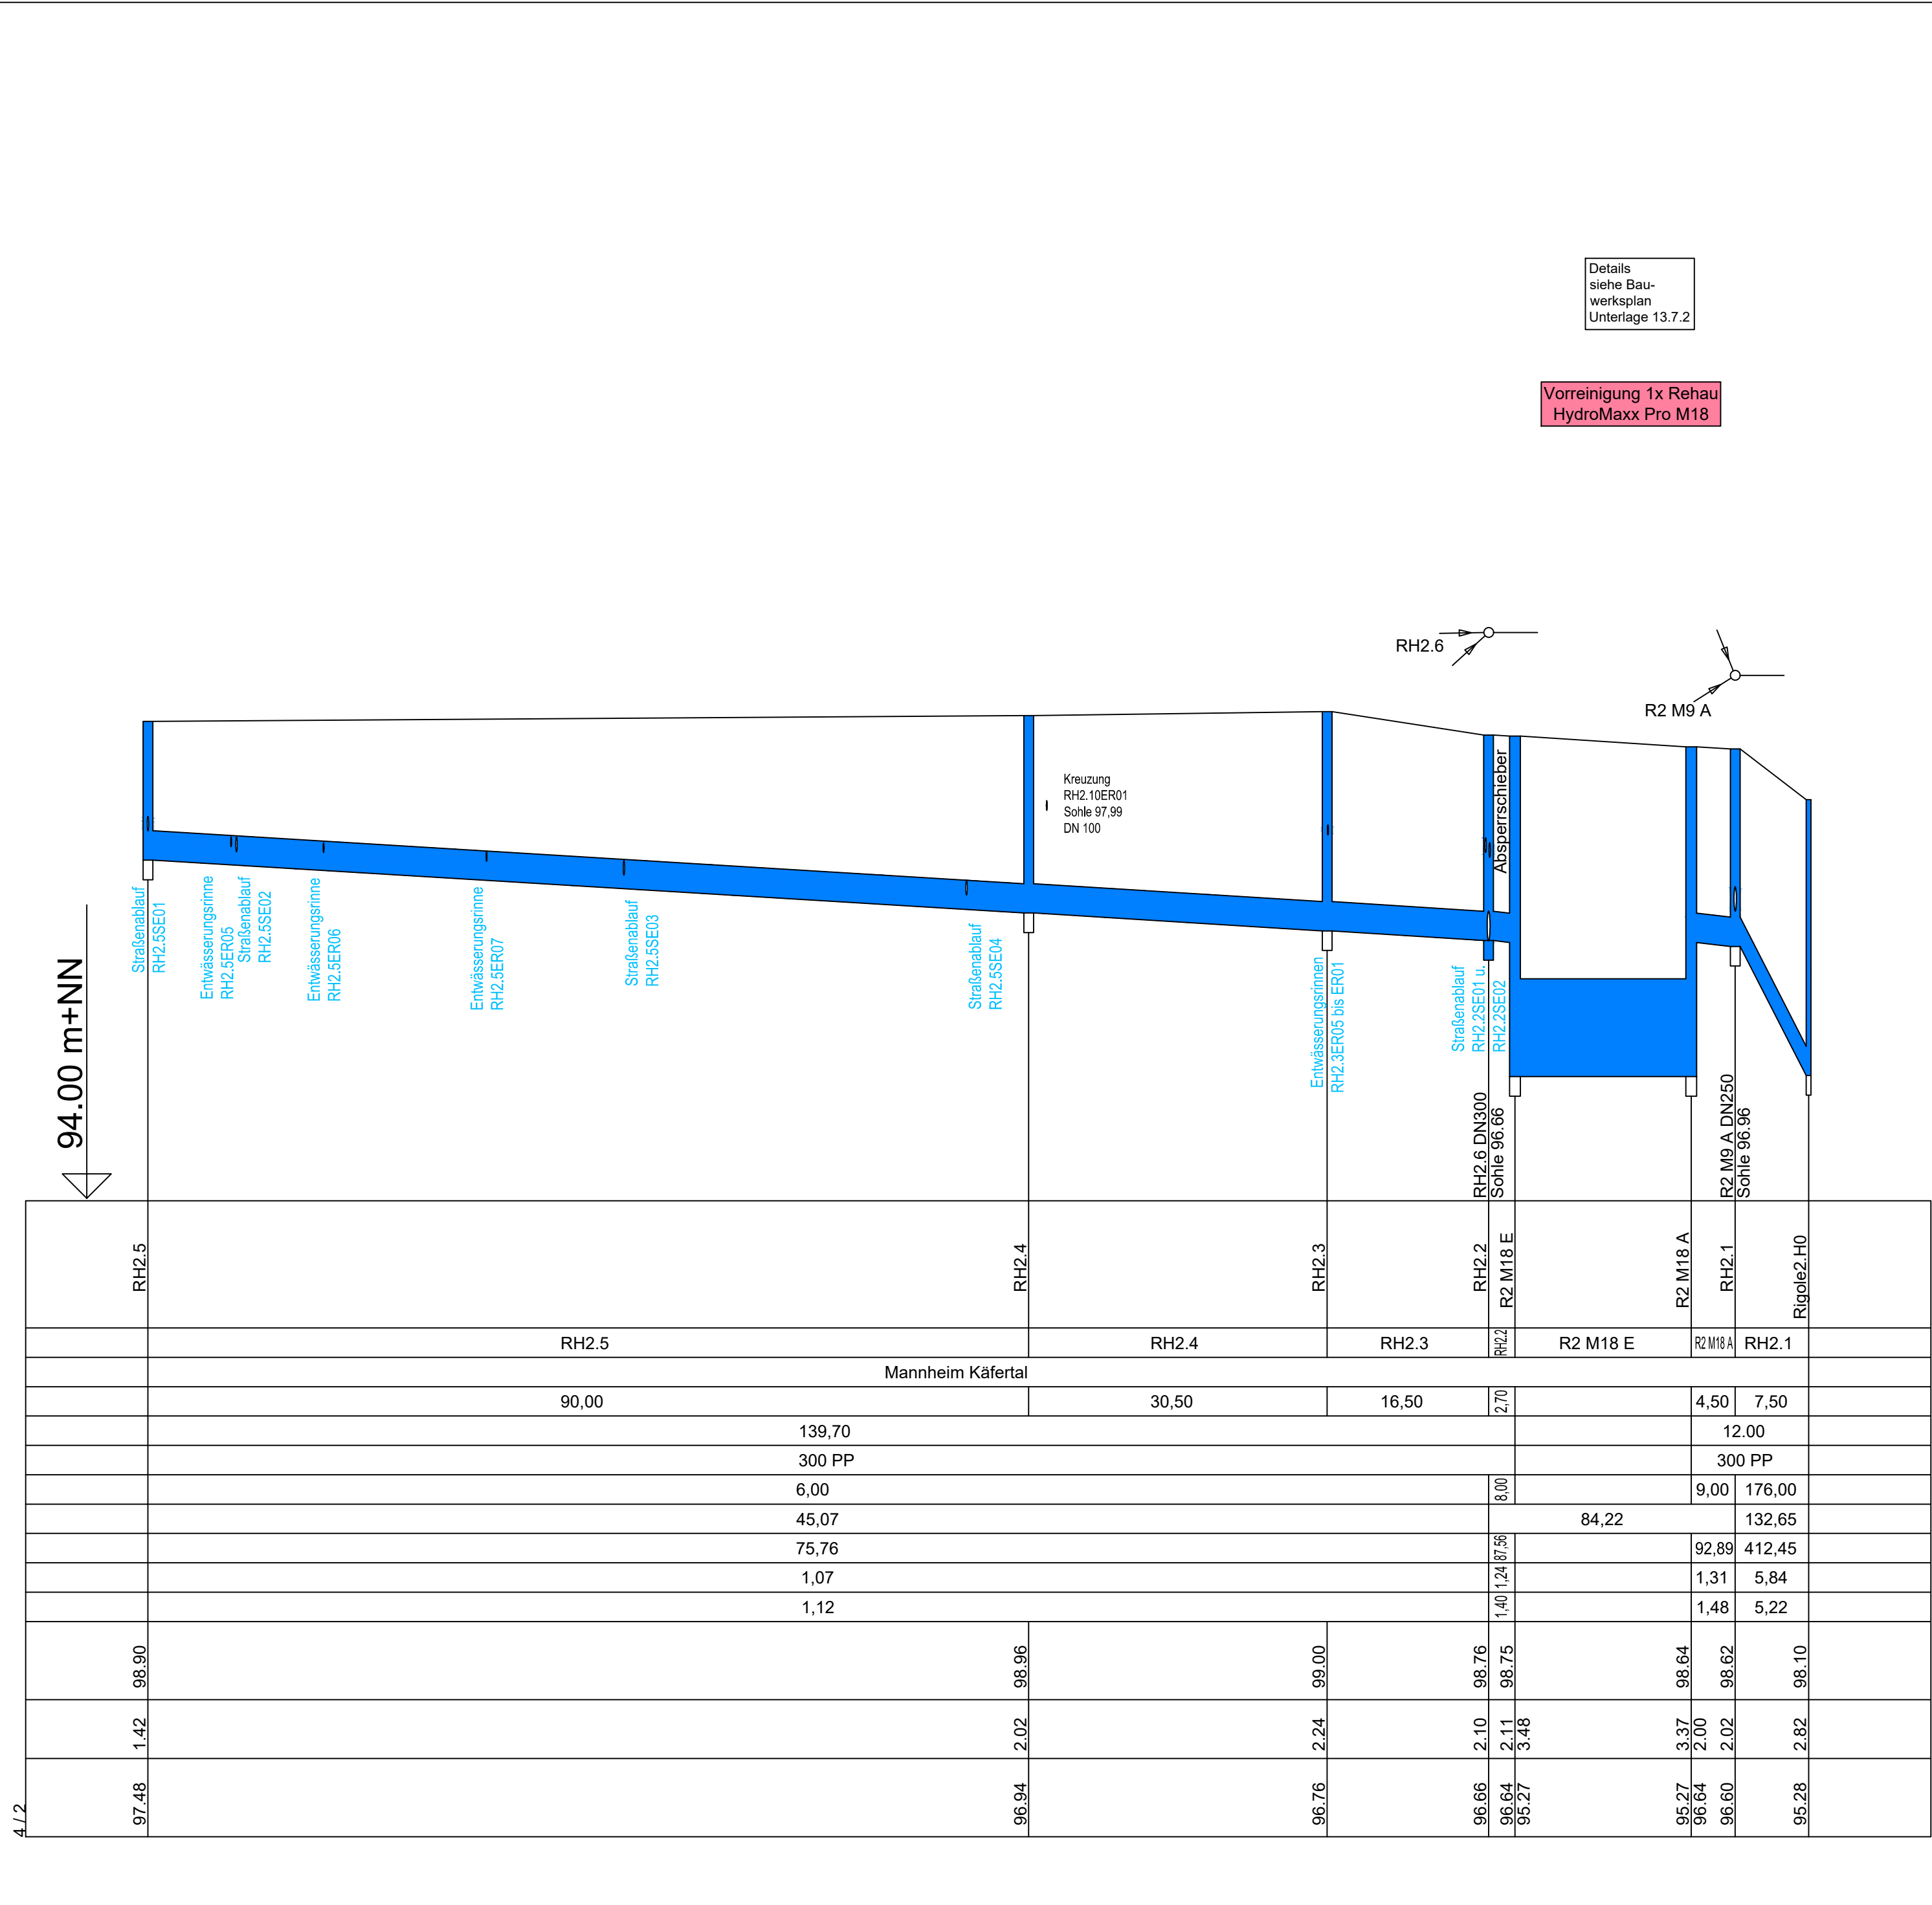 Details
siehe Bau-
werksplan
Unterlage 13.7.2
Vorreinigung 1x Rehau
HydroMaxx Pro M18
RH2.6
R2 M9 A
Kreuzung
RH2.10ER01
Sohle 97,99
DN 100
Absperrschieber
Straßenablauf
RH2.5SE01
Entwässerungsrinne
RH2.5ER05
Straßenablauf
RH2.5SE02
Entwässerungsrinne
RH2.5ER06
Entwässerungsrinne
RH2.5ER07
Straßenablauf
RH2.5SE03
Straßenablauf
RH2.5SE04
Entwässerungsrinnen
RH2.3ER05 bis ER01
Straßenablauf
RH2.2SE01 u.
RH2.2SE02
94.00 m+NN
RH2.6 DN300
Sohle 96.66
R2 M9 A DN250
Sohle 96.96
RH2.5
RH2.4
RH2.3
RH2.2
R2 M18 E
R2 M18 A
RH2.1
Rigole2.H0
RH2.5 RH2.4 RH2.3 RH2.2 R2 M18 E R2 M18 A RH2.1
Mannheim Käfertal
90,00 30,50 16,50 2,70 4,50 7,50
139,70 12.00
300 PP 300 PP
6,00 8,00 9,00 176,00
45,07 84,22 132,65
75,76 87,56 92,89 412,45
1,07 1,24 1,31 5,84
1,12 1,40 1,48 5,22
98.90 98.96 99.00 98.76 98.75 98.64 98.62 98.10
1.42 2.02 2.24 2.10 2.11 3.48 3.37 2.00 2.02 2.82
97.48 96.94 96.76 96.66 96.64 95.27 95.27 96.64 96.60 95.28
4 / 2